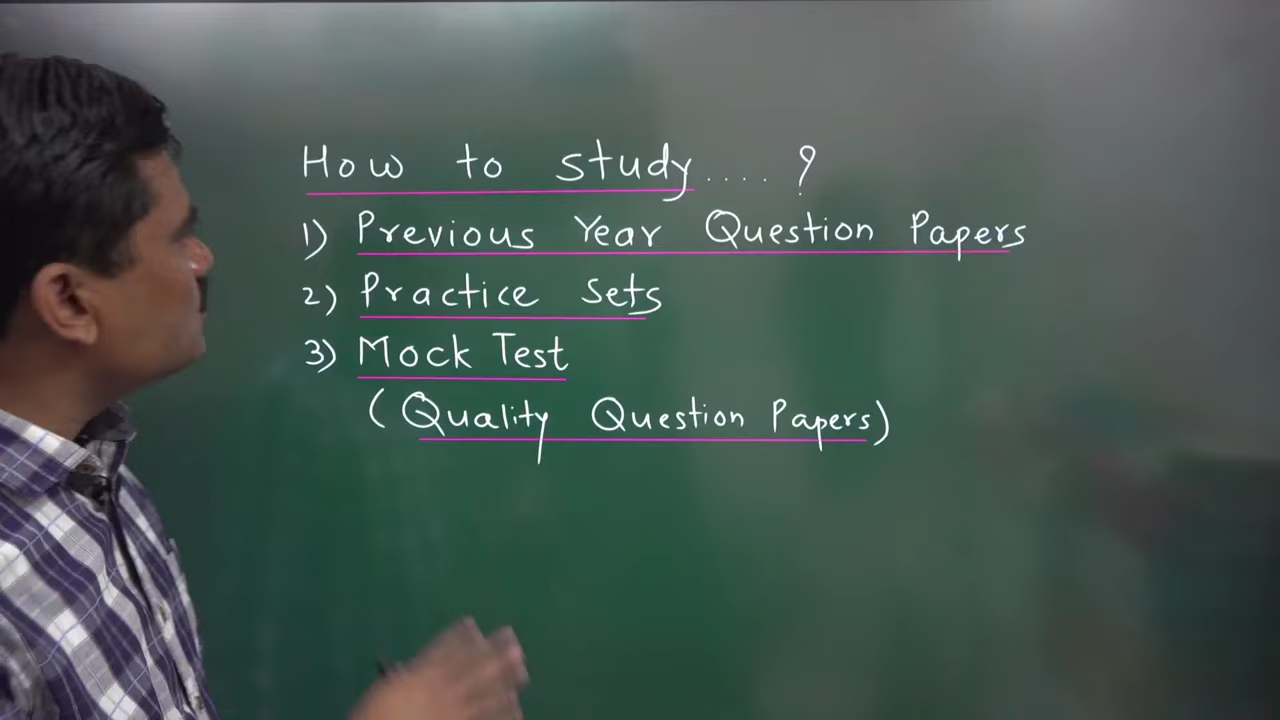 How to study....?
1) Previous Year Question Papers
2) Practice Sets
3) Mock Test
(Quality Question Papers)